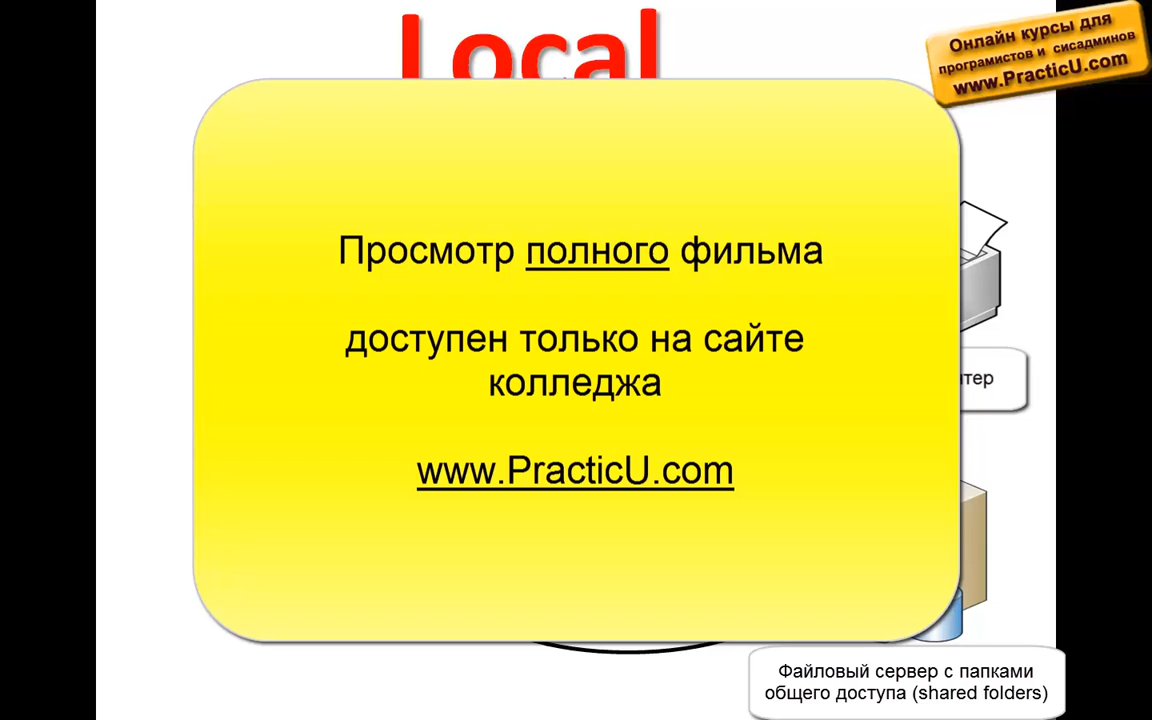 Local
Онлайн курсы для
програмистов и сисадминов
www.PracticU.com
Просмотр полного фильма
доступен только на сайте
колледжа
www.PracticU.com
Файловый сервер с папками
общего доступа (shared folders)